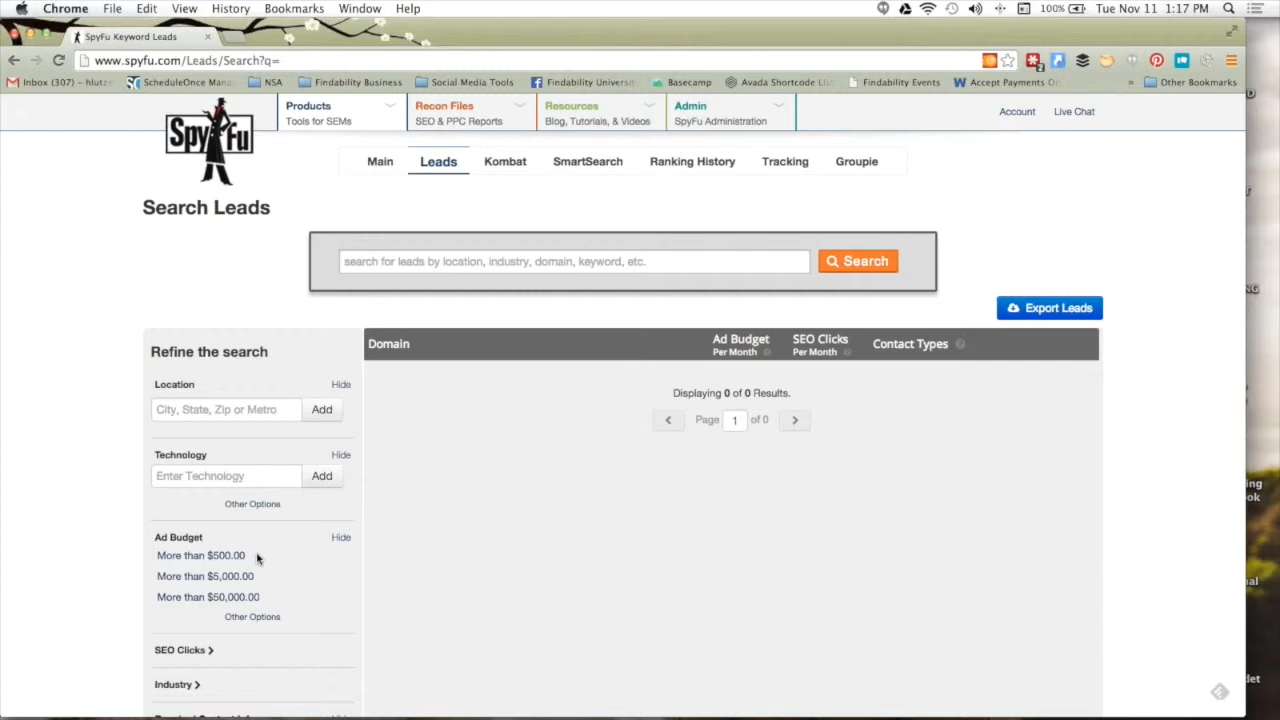 Chrome File Edit View History Bookmarks Window Help 100% Tue Nov 11 1:17 PM
SpyFu Keyword Leads
www.spyfu.com/Leads/Search?q=
Inbox (307) – hlutz ScheduleOnce Mana NSA Findability Business Social Media Tools Findability Universit Basecamp Avada Shortcode List Findability Events Accept Payments On » Other Bookmarks
Products
Tools for SEMs
Recon Files
SEO & PPC Reports
Resources
Blog, Tutorials, & Videos
Admin
SpyFu Administration
Account Live Chat
SpyFu
Main Leads Kombat SmartSearch Ranking History Tracking Groupie
Search Leads
search for leads by location, industry, domain, keyword, etc. Search
Export Leads
Refine the search
Location Hide
City, State, Zip or Metro Add
Technology Hide
Enter Technology Add
Other Options
Ad Budget Hide
More than $500.00
More than $5,000.00
More than $50,000.00
Other Options
SEO Clicks
Industry
Domain
Ad Budget
Per Month
SEO Clicks
Per Month
Contact Types
Displaying 0 of 0 Results.
Page 1 of 0